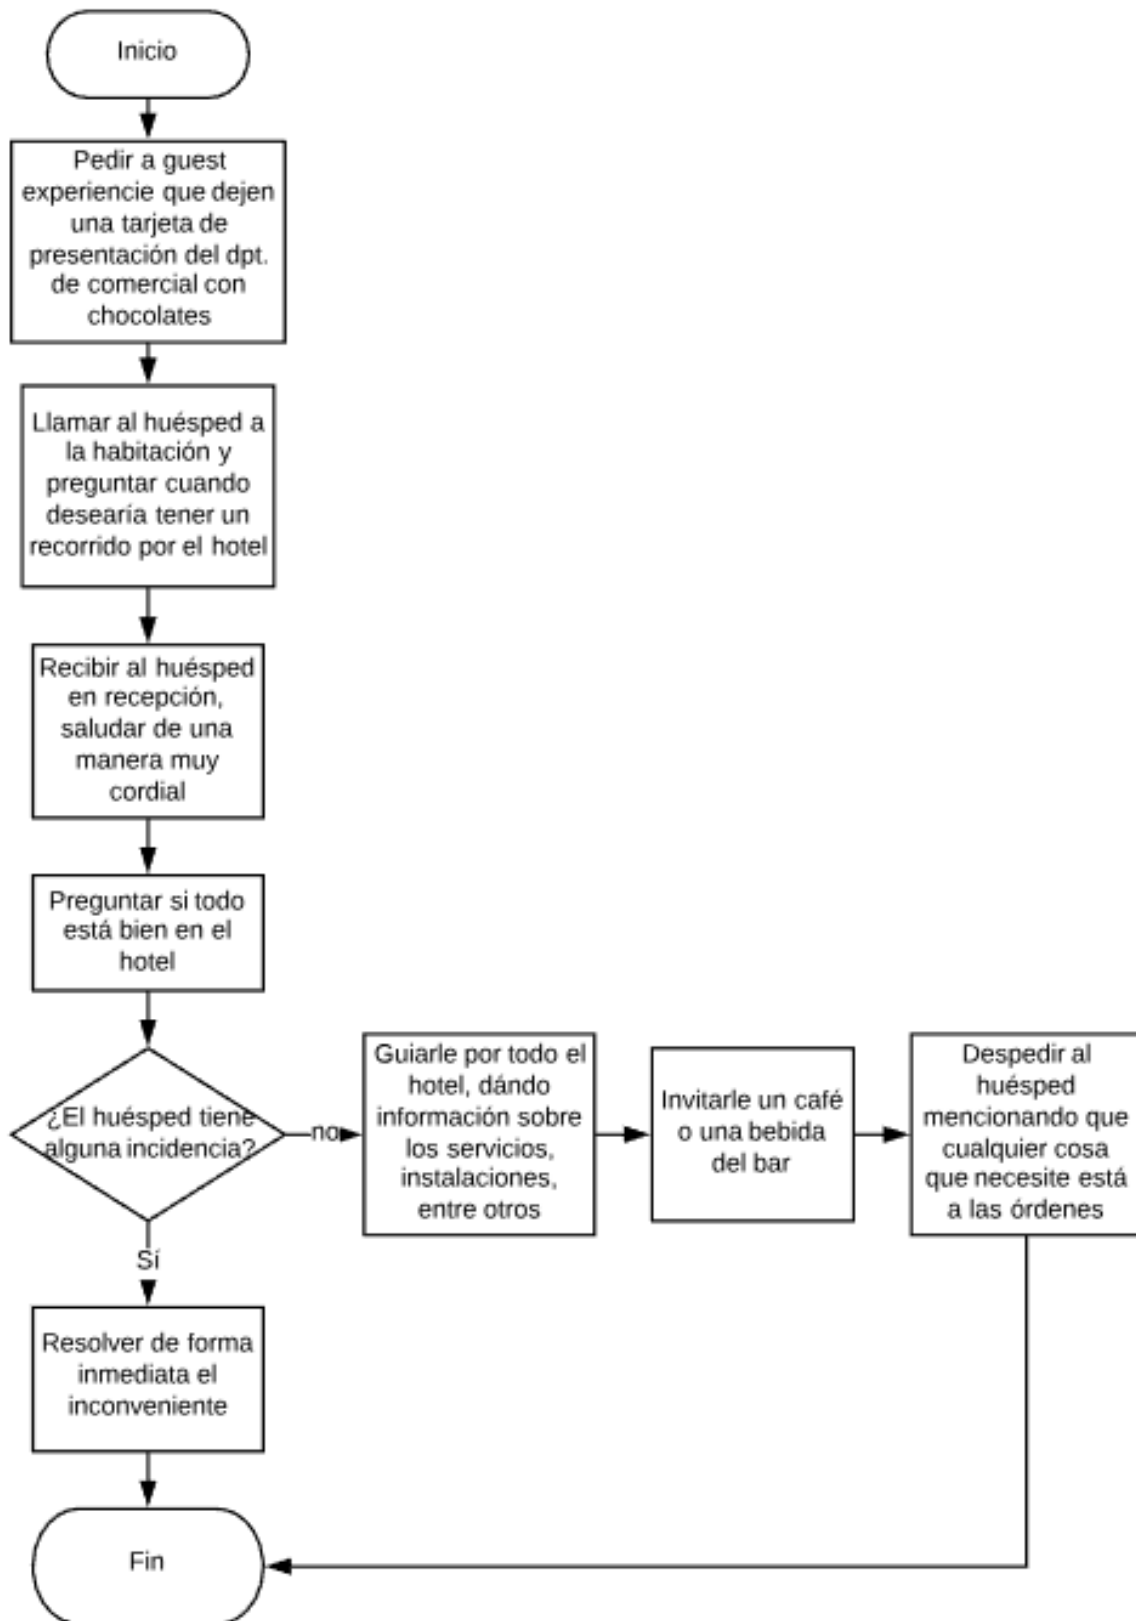 Inicio
Pedir a guest
experiencie que dejen
una tarjeta de
presentación del dpt.
de comercial con
chocolates
Llamar al huésped a
la habitación y
preguntar cuando
desearía tener un
recorrido por el hotel
Recibir al huésped
en recepción,
saludar de una
manera muy
cordial
Preguntar si todo
está bien en el
hotel
¿El huésped tiene
alguna incidencia?
no
Guiarle por todo el
hotel, dándo
información sobre
los servicios,
instalaciones,
entre otros
Invitarle un café
o una bebida
del bar
Despedir al
huésped
mencionando que
cualquier cosa
que necesite está
a las órdenes
Sí
Resolver de forma
inmediata el
inconveniente
Fin